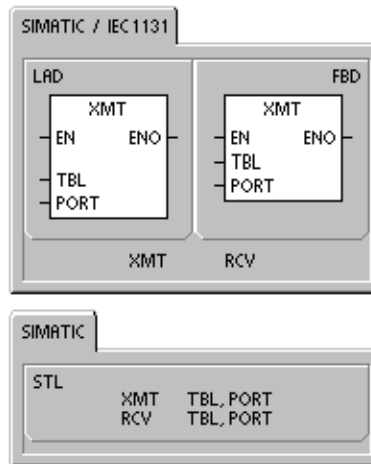 SIMATIC / IEC1131
LAD
FBD
XMT
EN ENO
TBL
PORT
XMT
EN ENO
TBL
PORT
XMT RCV
SIMATIC
STL
XMT TBL, PORT
RCV TBL, PORT